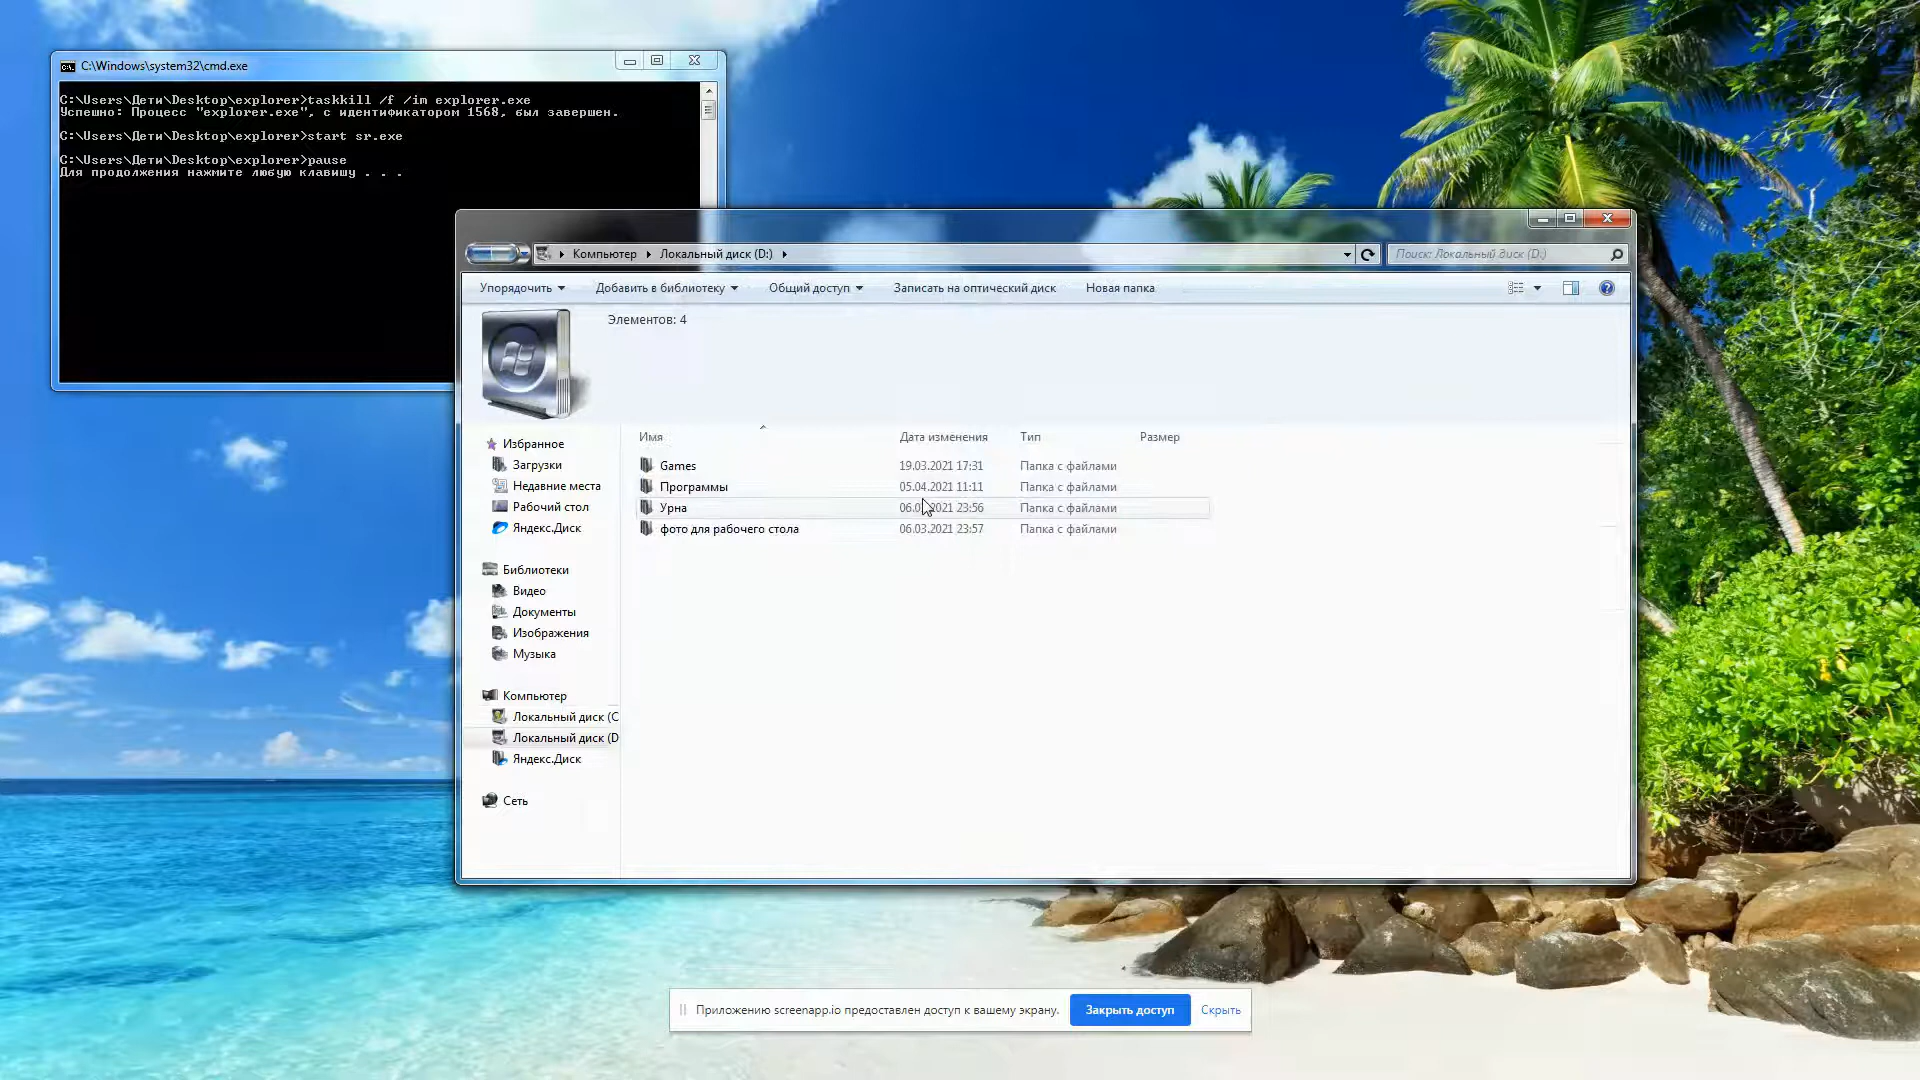 C:\Windows\system32\cmd.exe
C:\Users\Дети\Desktop\explorer>taskkill /f /im explorer.exe
Успешно: Процесс "explorer.exe", с идентификатором 1568, был завершен.
C:\Users\Дети\Desktop\explorer>start sr.exe
C:\Users\Дети\Desktop\explorer>pause
Для продолжения нажмите любую клавишу . . .
Компьютер Локальный диск (D:) Поиск: Локальный диск (D:)
Упорядочить Добавить в библиотеку Общий доступ Записать на оптический диск Новая папка
Элементов: 4
Имя Дата изменения Тип Размер
Games 19.03.2021 17:31 Папка с файлами
Программы 05.04.2021 11:11 Папка с файлами
Урна 2021 23:56 Папка с файлами
фото для рабочего стола 06.03.2021 23:57 Папка с файлами
Избранное
Загрузки
Недавние места
Рабочий стол
Яндекс.Диск
Библиотеки
Видео
Документы
Изображения
Музыка
Компьютер
Локальный диск (C
Локальный диск (D
Яндекс.Диск
Сеть
Приложению screenapp.io предоставлен доступ к вашему экрану. Закрыть доступ Скрыть